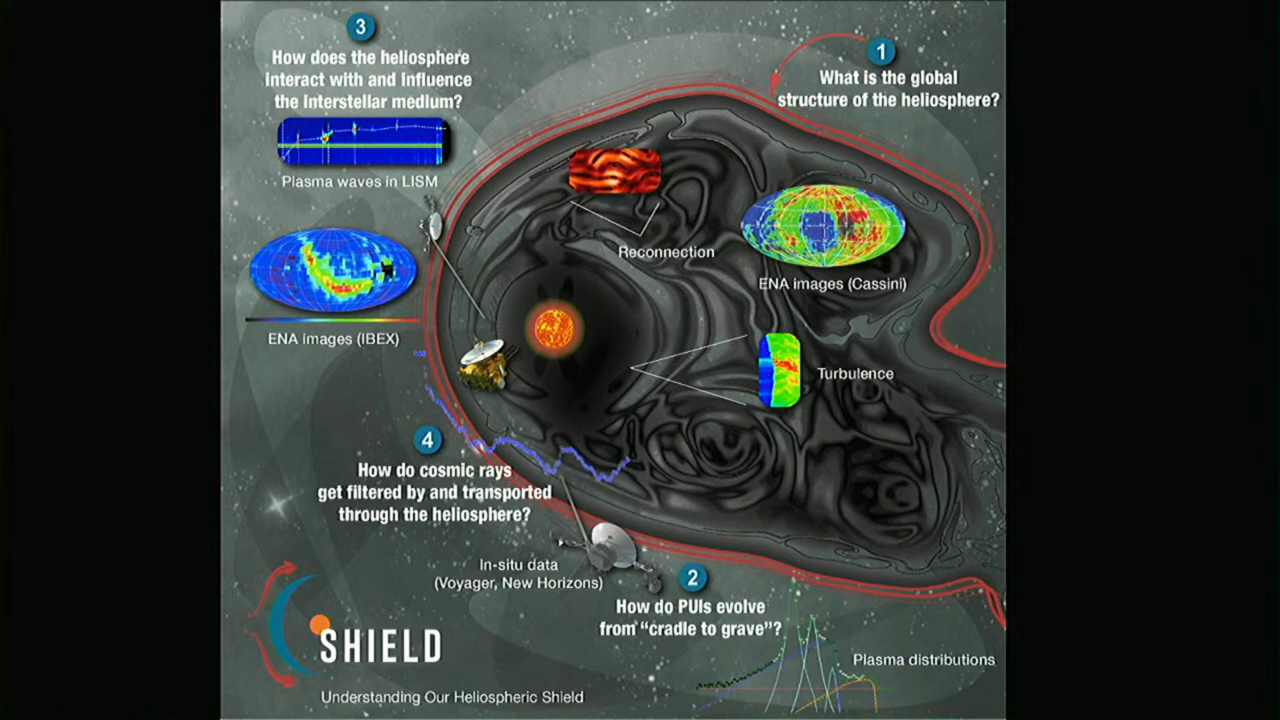 3
How does the heliosphere
interact with and influence
the interstellar medium?
Plasma waves in LISM
1
What is the global
structure of the heliosphere?
Reconnection
ENA images (Cassini)
ENA images (IBEX)
Turbulence
4
How do cosmic rays
get filtered by and transported
through the heliosphere?
In-situ data
(Voyager, New Horizons)
2
How do PUIs evolve
from “cradle to grave”?
Plasma distributions
SHIELD
Understanding Our Heliospheric Shield